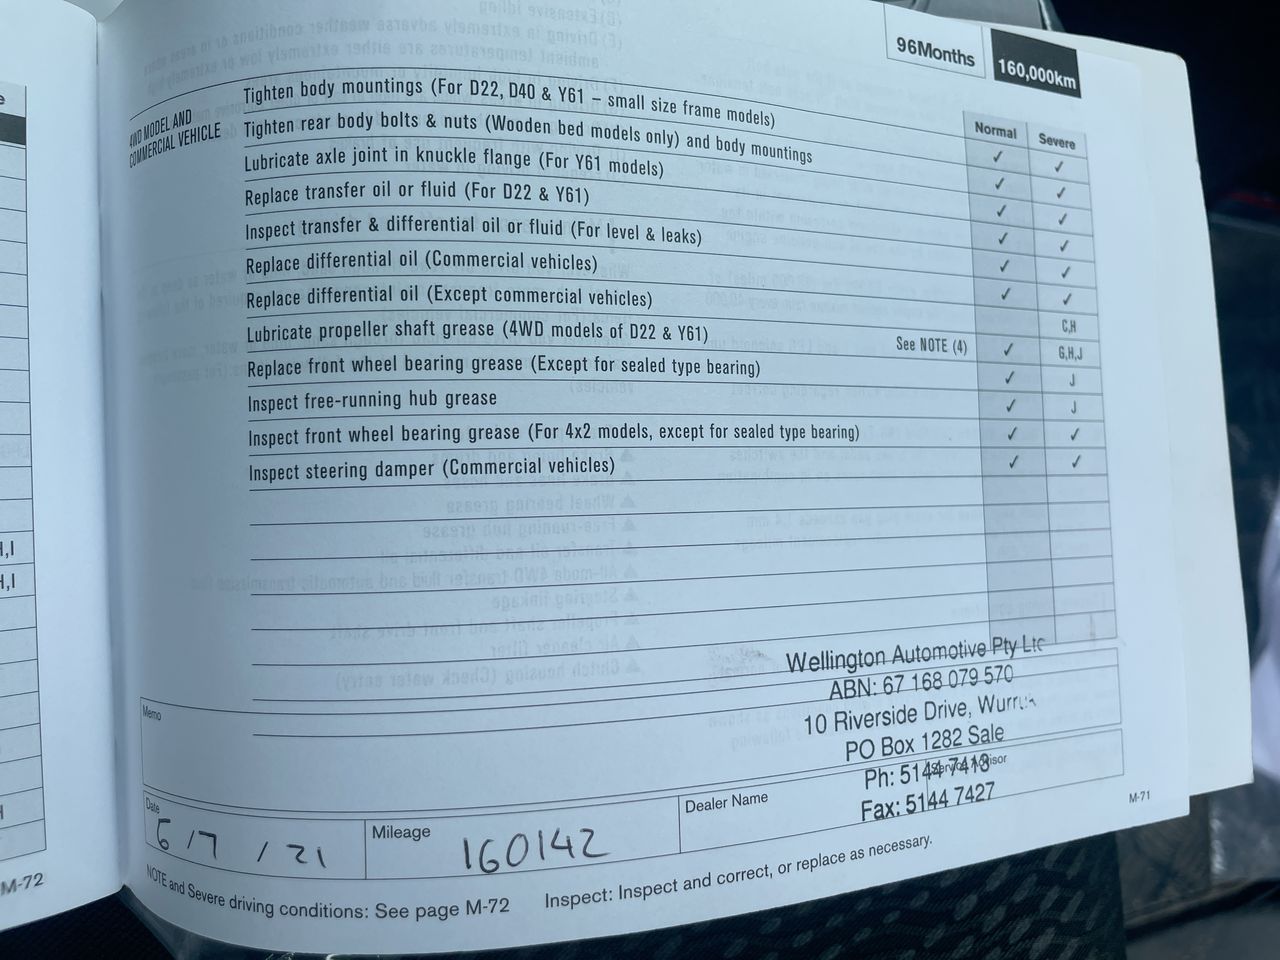 96Months
160,000km
4WD MODEL AND
COMMERCIAL VEHICLE
Normal
Severe
Tighten body mountings (For D22, D40 & Y61 – small size frame models) ✓ ✓
Tighten rear body bolts & nuts (Wooden bed models only) and body mountings ✓ ✓
Lubricate axle joint in knuckle flange (For Y61 models) ✓ ✓
Replace transfer oil or fluid (For D22 & Y61) ✓ ✓
Inspect transfer & differential oil or fluid (For level & leaks) ✓ ✓
Replace differential oil (Commercial vehicles) ✓ ✓
Replace differential oil (Except commercial vehicles) C,H
Lubricate propeller shaft grease (4WD models of D22 & Y61) See NOTE (4) ✓ G,H,J
Replace front wheel bearing grease (Except for sealed type bearing) ✓ J
Inspect free-running hub grease ✓ J
Inspect front wheel bearing grease (For 4x2 models, except for sealed type bearing) ✓ ✓
Inspect steering damper (Commercial vehicles) ✓ ✓
Wellington Automotive Pty
ABN: 67 168 079 570
10 Riverside Drive,
PO Box 1282 Sale
Ph: 5144 7413
Fax: 5144 7427
Memo
Date
6/7/21
Mileage
160142
Dealer Name
M-71
NOTE and Severe driving conditions: See page M-72
Inspect: Inspect and correct, or replace as necessary.
e
H,I
H,I
H
M-72